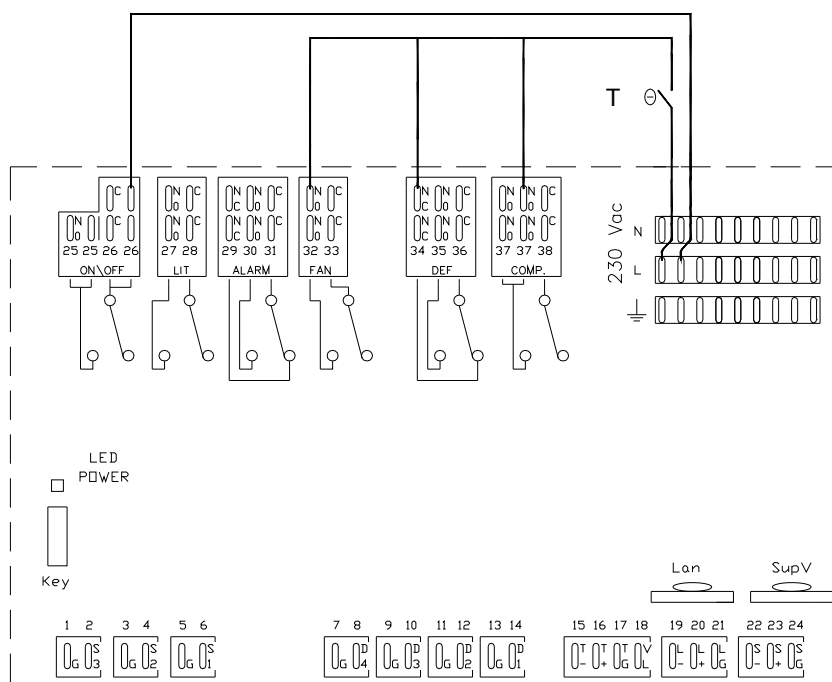 T
C
N O C
N C N O C
N O C
N C N O C
N O N O C
N O C C
N O C
N C N O C
N O C
N C N O C
N O N O C
25 25 26 26
27 28
29 30 31
32 33
34 35 36
37 37 38
ON\OFF
LIT
ALARM
FAN
DEF
COMP.
230 Vac
N
L
LED
POWER
Key
Lan
SupV
1 2
3 4
5 6
7 8
9 10
11 12
13 14
15 16 17 18
19 20 21
22 23 24
G S3
G S2
G S1
G D4
G D3
G D2
G D1
T- T+ TG VL
L- L+ LG
S- S+ SG